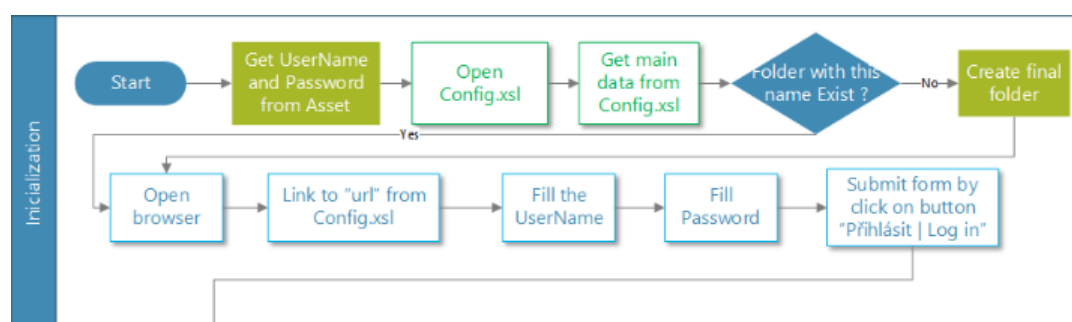 Inicialization
Start
Get UserName
and Password
from Asset
Open
Config.xsl
Get main
data from
Config.xsl
Folder with this
name Exist ?
No
Create final
folder
Yes
Open
browser
Link to “url” from
Config.xsl
Fill the
UserName
Fill
Password
Submit form by
click on button
“Přihlásit | Log in”